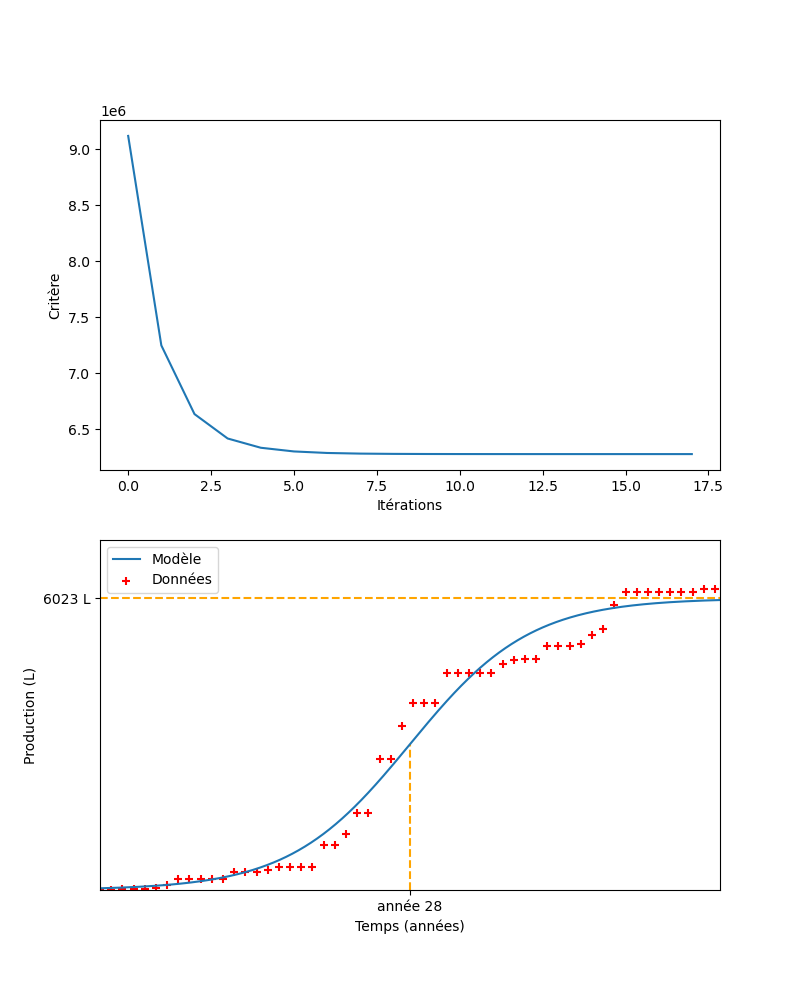 1e6
9.0
8.5
8.0
7.5
7.0
6.5
Critère
0.0 2.5 5.0 7.5 10.0 12.5 15.0 17.5
Itérations
Modèle
Données
6023 L
Production (L)
année 28
Temps (années)